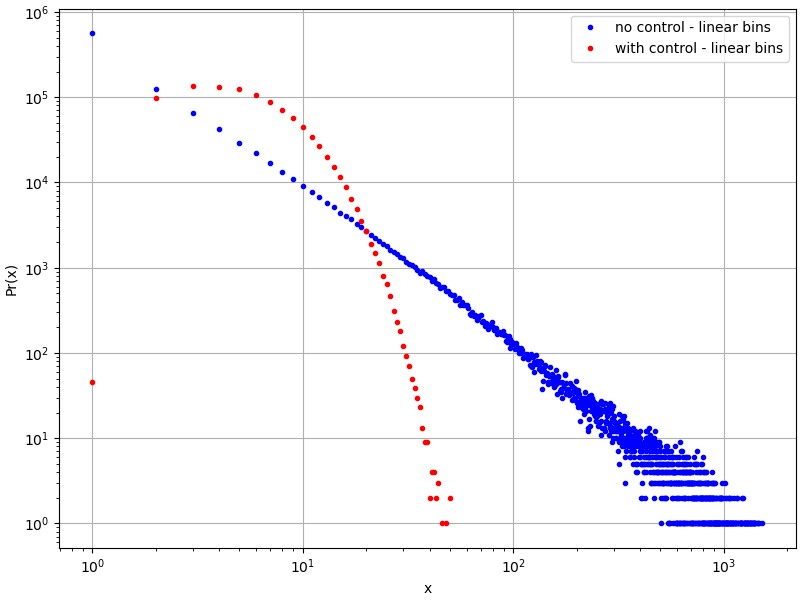 no control - linear bins
with control - linear bins
10⁶
10⁵
10⁴
10³
10²
10¹
10⁰
Pr(x)
10⁰ 10¹ 10² 10³
x